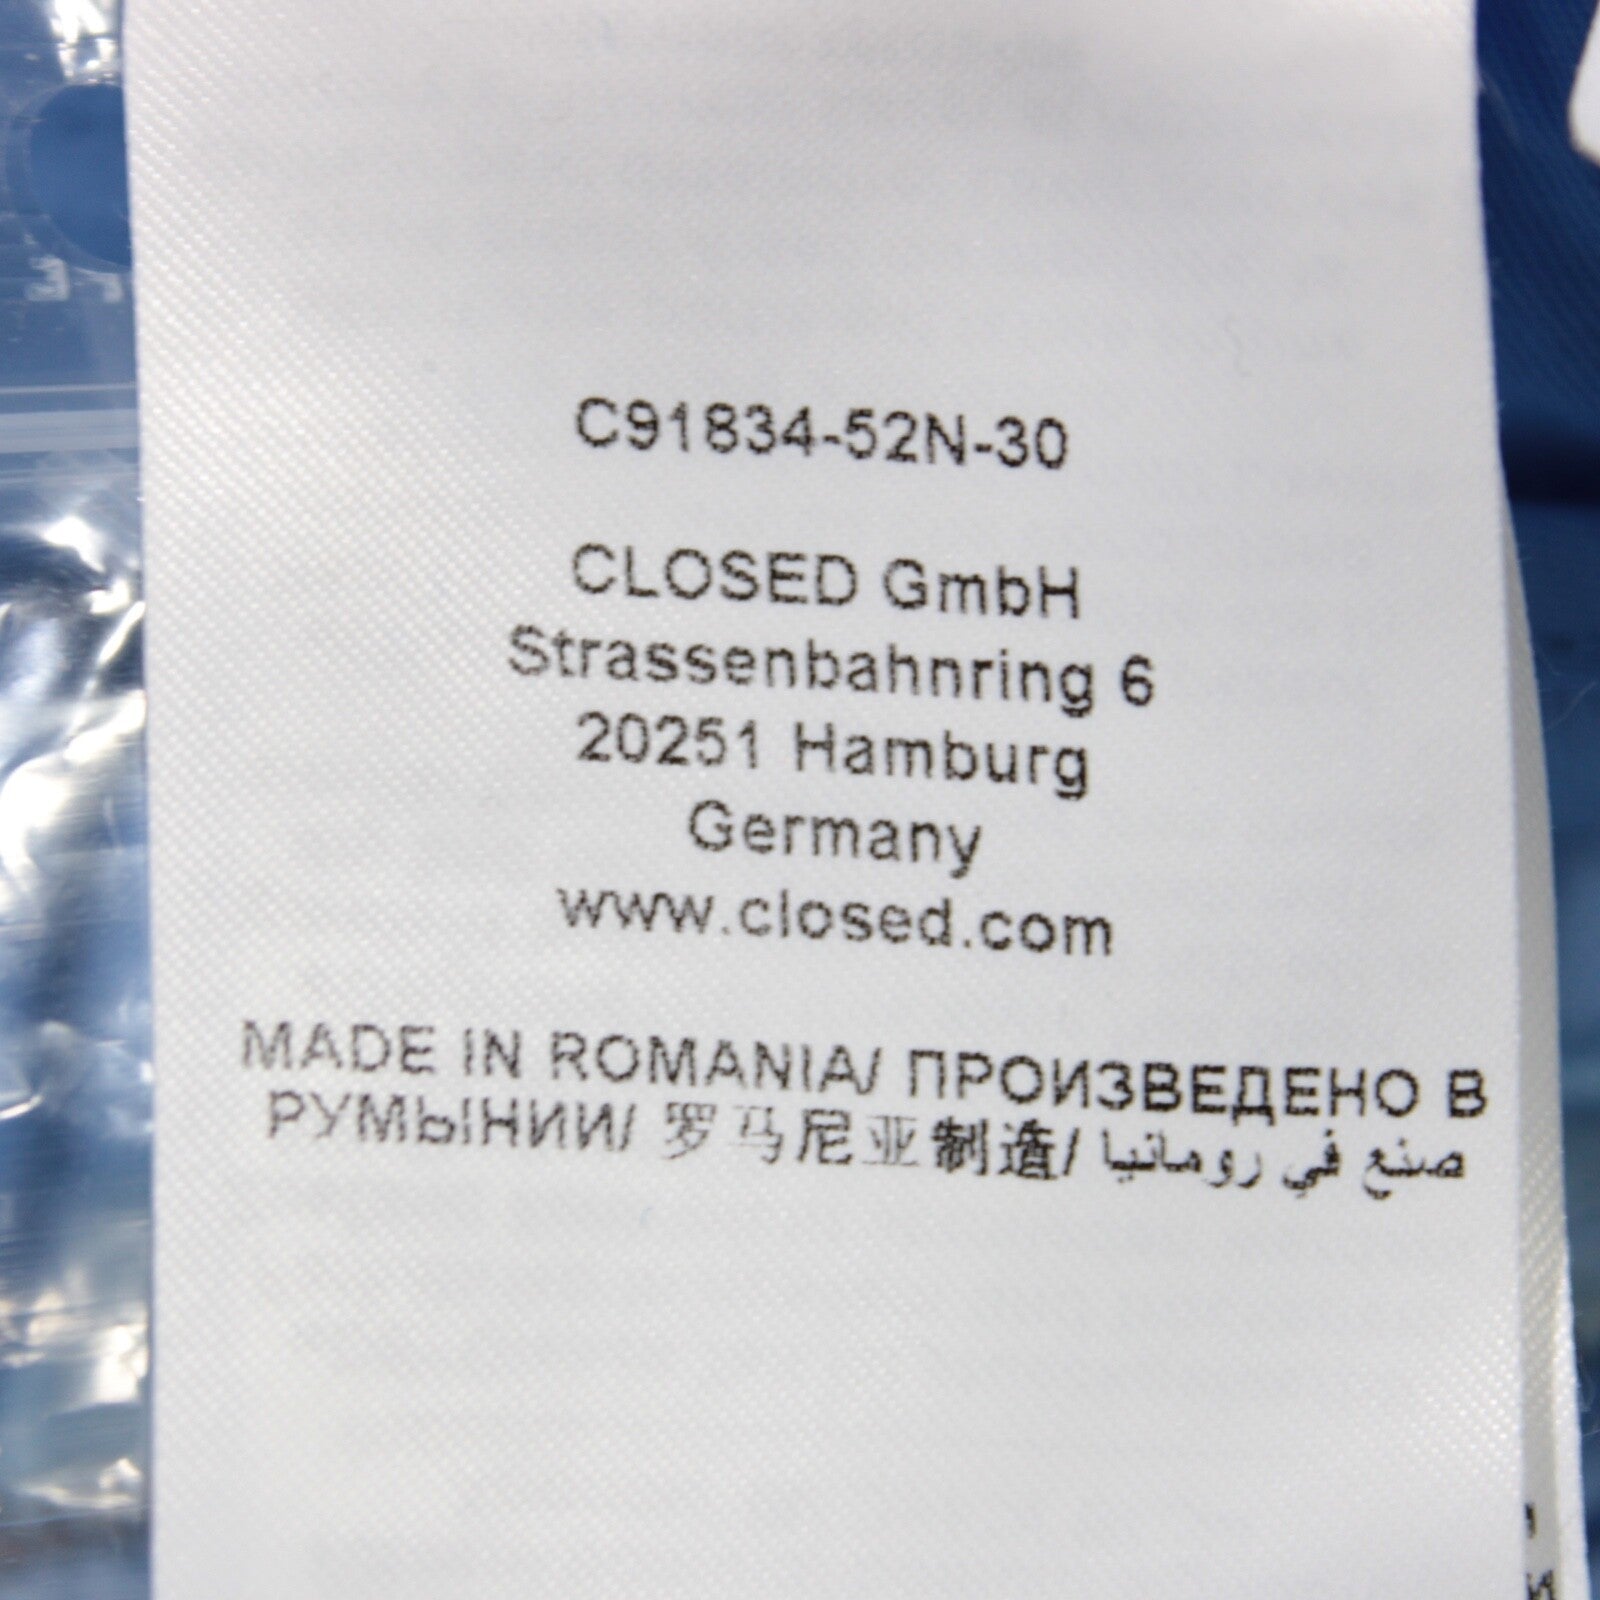 C91834-52N-30
CLOSED GmbH
Strassenbahnring 6
20251 Hamburg
Germany
www.closed.com
MADE IN ROMANIA/ ПРОИЗВЕДЕНО В
РУМЫНИИ/ 罗马尼亚制造/ صنع في رومانيا